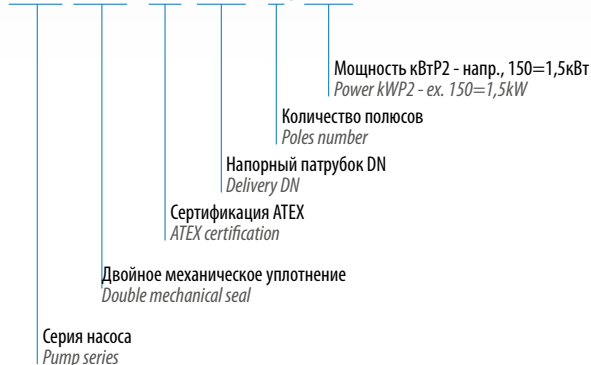 Мощность кВтP2 - напр., 150=1,5кВт
Power kWP2 - ex. 150=1,5kW
Количество полюсов
Poles number
Напорный патрубок DN
Delivery DN
Сертификация ATEX
ATEX certification
Двойное механическое уплотнение
Double mechanical seal
Серия насоса
Pump series